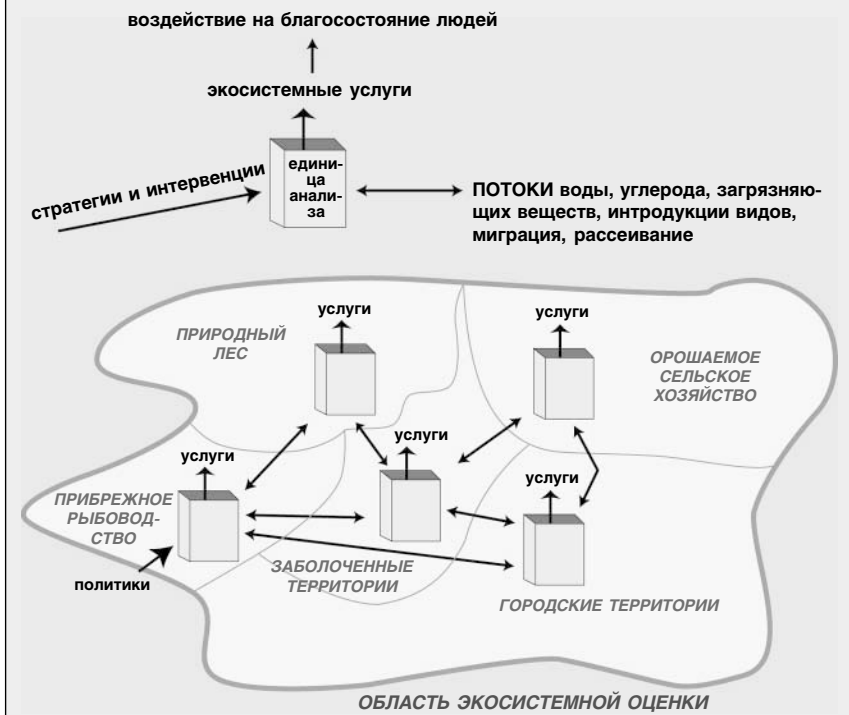 воздействие на благосостояние людей
экосистемные услуги
стратегии и интервенции
едини-
ца
анали-
за
ПОТОКИ воды, углерода, загрязняю-
щих веществ, интродукции видов,
миграция, рассеивание
ПРИРОДНЫЙ
ЛЕС
услуги
услуги
ОРОШАЕМОЕ
СЕЛЬСКОЕ
ХОЗЯЙСТВО
услуги
услуги
услуги
ПРИБРЕЖНОЕ
РЫБОВОД-
СТВО
политики
ЗАБОЛОЧЕННЫЕ
ТЕРРИТОРИИ
ГОРОДСКИЕ ТЕРРИТОРИИ
ОБЛАСТЬ ЭКОСИСТЕМНОЙ ОЦЕНКИ